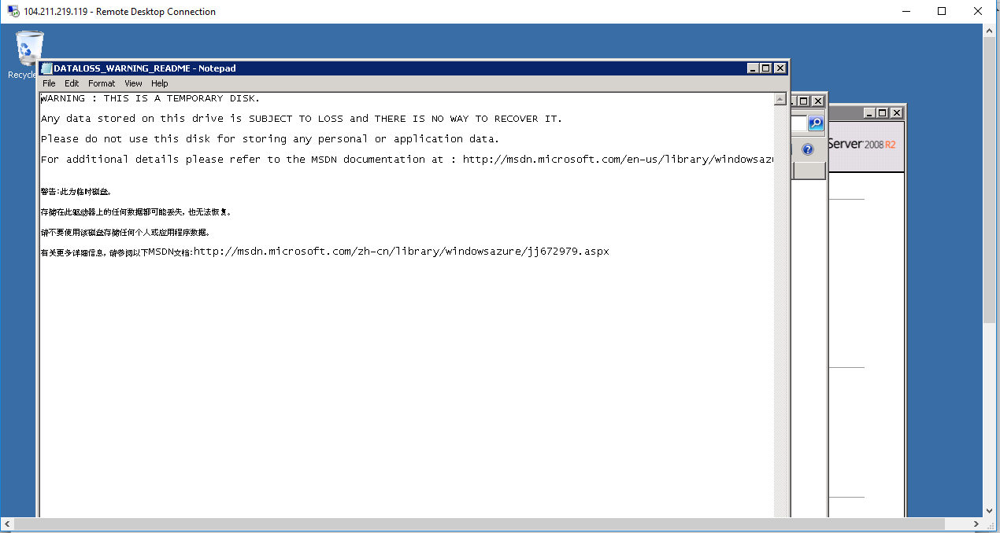 104.211.219.119 - Remote Desktop Connection
Recycle
DATALOSS_WARNING_README - Notepad
File Edit Format View Help
WARNING : THIS IS A TEMPORARY DISK.
Any data stored on this drive is SUBJECT TO LOSS and THERE IS NO WAY TO RECOVER IT.
Please do not use this disk for storing any personal or application data.
For additional details please refer to the MSDN documentation at : http://msdn.microsoft.com/en-us/library/windowsaz
Server 2008 R2
警告:此为临时磁盘。
存储在此驱动器上的任何数据都可能丢失，也无法恢复。
请不要使用该磁盘存储任何个人或应用程序数据。
有关更多详细信息，请参阅以下MSDN文档:http://msdn.microsoft.com/zh-cn/library/windowsazure/jj672979.aspx